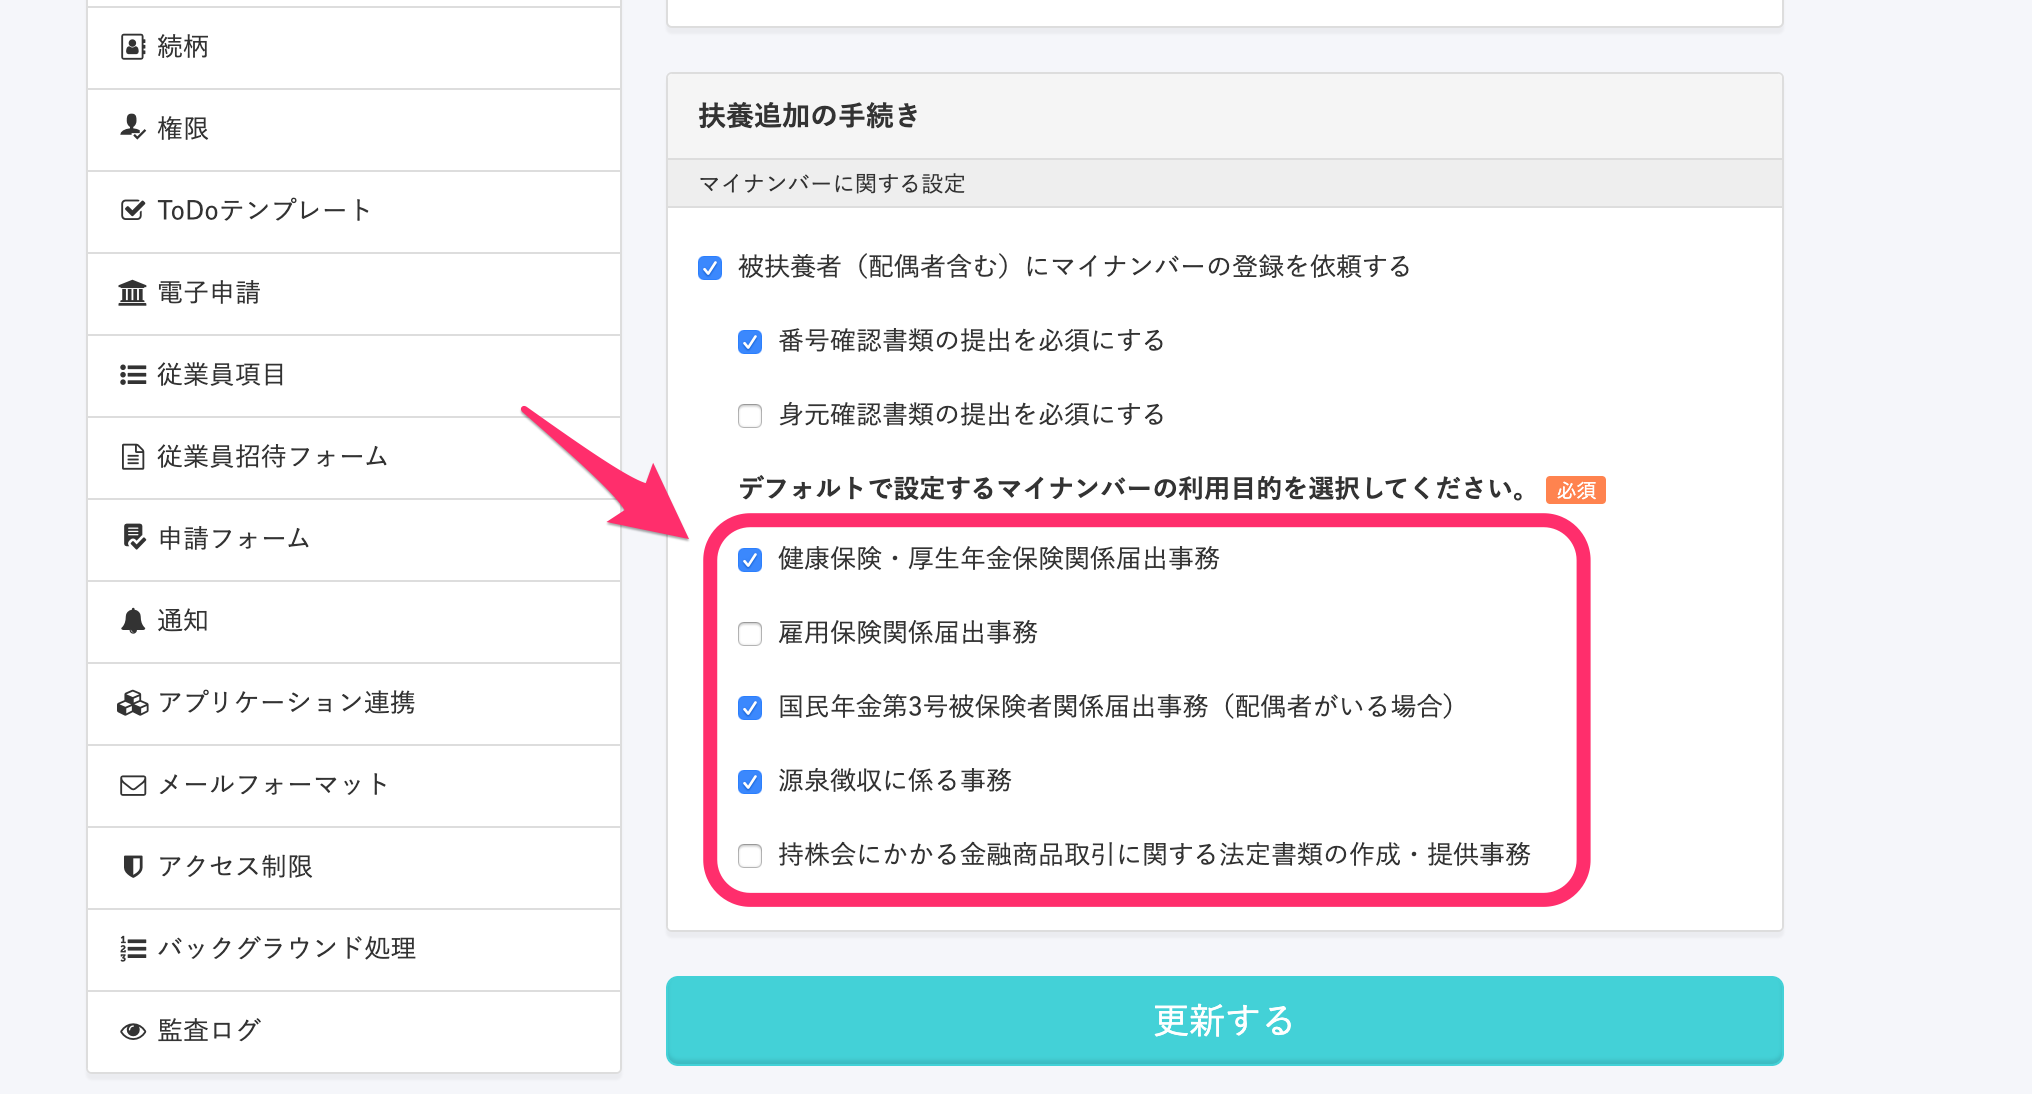 続柄
権限
ToDoテンプレート
電子申請
従業員項目
従業員招待フォーム
申請フォーム
通知
アプリケーション連携
メールフォーマット
アクセス制限
バックグラウンド処理
監査ログ
扶養追加の手続き
マイナンバーに関する設定
被扶養者（配偶者含む）にマイナンバーの登録を依頼する
番号確認書類の提出を必須にする
身元確認書類の提出を必須にする
デフォルトで設定するマイナンバーの利用目的を選択してください。 必須
健康保険・厚生年金保険関係届出事務
雇用保険関係届出事務
国民年金第3号被保険者関係届出事務（配偶者がいる場合）
源泉徴収に係る事務
持株会にかかる金融商品取引に関する法定書類の作成・提供事務
更新する